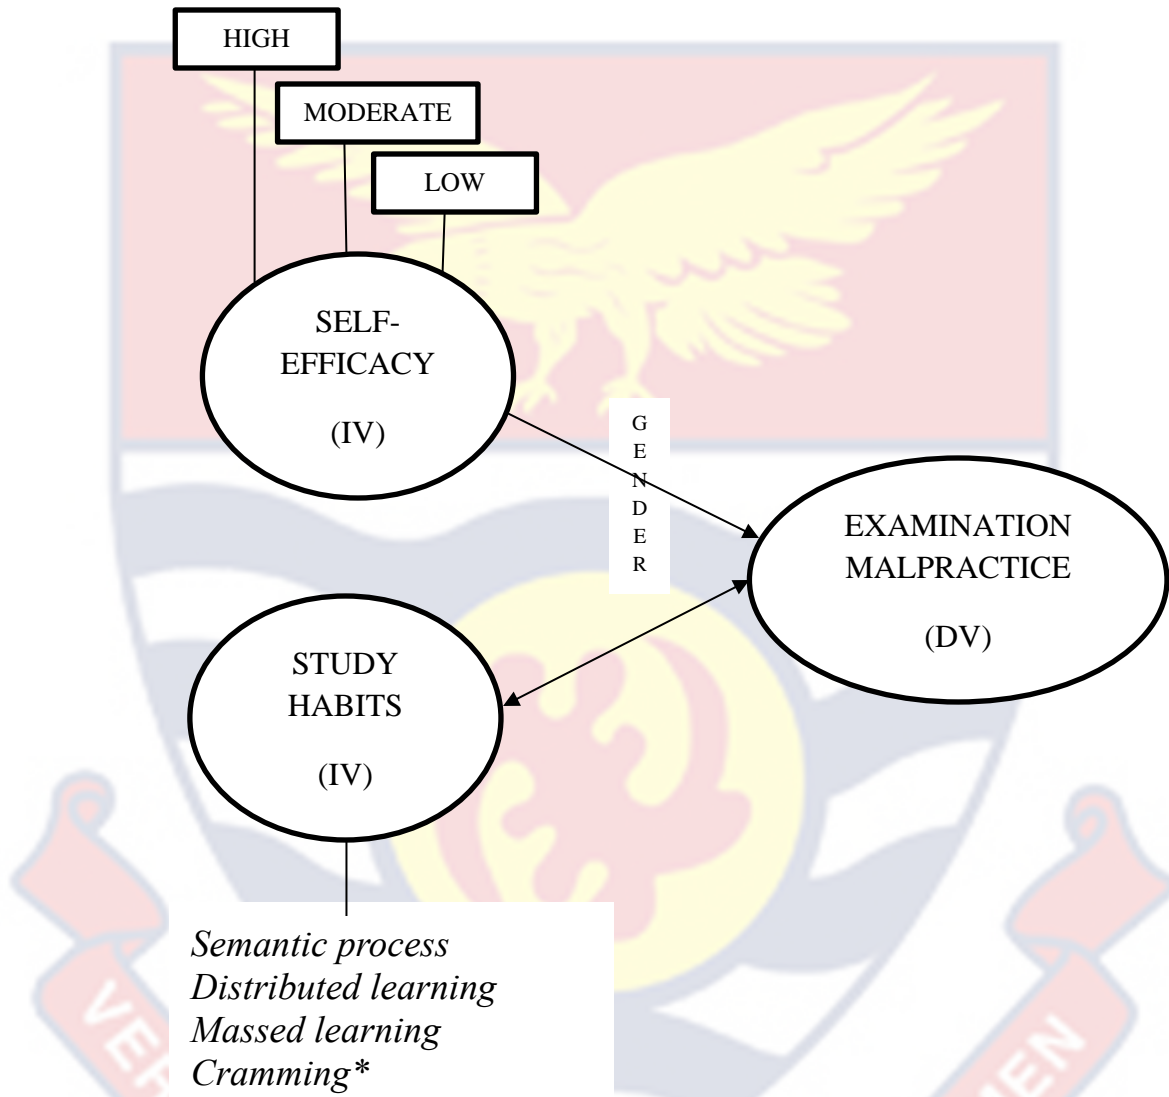 HIGH
MODERATE
LOW
SELF-
EFFICACY
(IV)
G
E
N
D
E
R
EXAMINATION
MALPRACTICE
(DV)
STUDY
HABITS
(IV)
Semantic process
Distributed learning
Massed learning
Cramming*
MEN